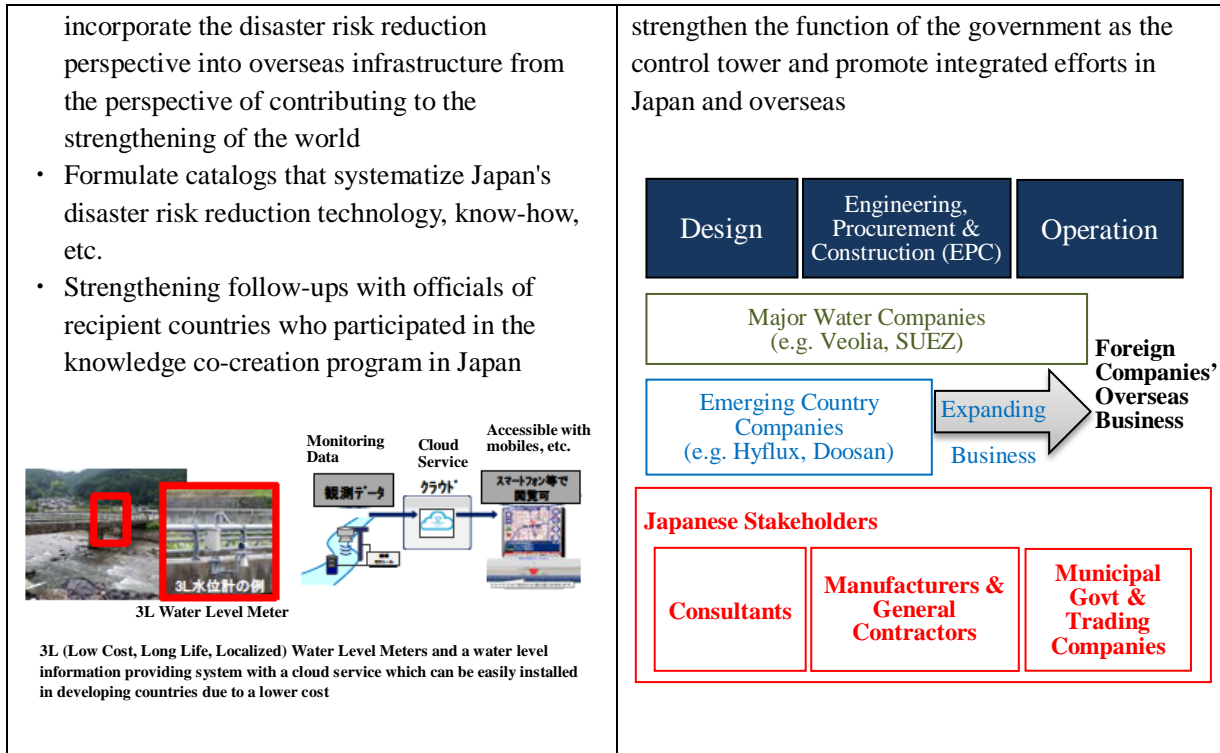 incorporate the disaster risk reduction
perspective into overseas infrastructure from
the perspective of contributing to the
strengthening of the world
・ Formulate catalogs that systematize Japan's
disaster risk reduction technology, know-how,
etc.
・ Strengthening follow-ups with officials of
recipient countries who participated in the
knowledge co-creation program in Japan
Monitoring
Data
Cloud
Service
Accessible with
mobiles, etc.
観測データ
クラウド
スマートフォン等で
閲覧可
3L水位計の例
3L Water Level Meter
3L (Low Cost, Long Life, Localized) Water Level Meters and a water level
information providing system with a cloud service which can be easily installed
in developing countries due to a lower cost
strengthen the function of the government as the
control tower and promote integrated efforts in
Japan and overseas
Design
Engineering,
Procurement &
Construction (EPC)
Operation
Major Water Companies
(e.g. Veolia, SUEZ)
Emerging Country
Companies
(e.g. Hyflux, Doosan)
Expanding
Business
Foreign
Companies’
Overseas
Business
Japanese Stakeholders
Consultants
Manufacturers &
General
Contractors
Municipal
Govt &
Trading
Companies